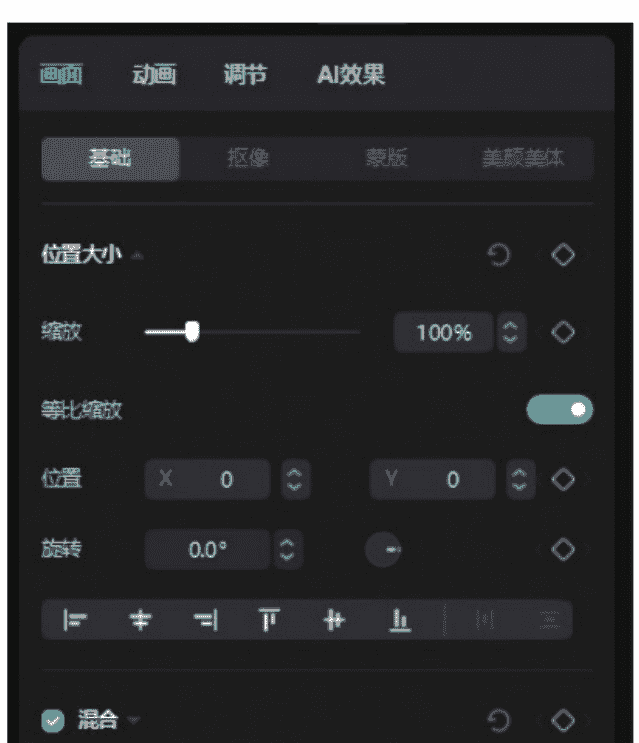 画面 动画 调节 AI效果
基础 抠像 蒙版 美颜美体
位置大小
缩放 100%
等比缩放
位置 X 0 Y 0
旋转 0.0°
混合